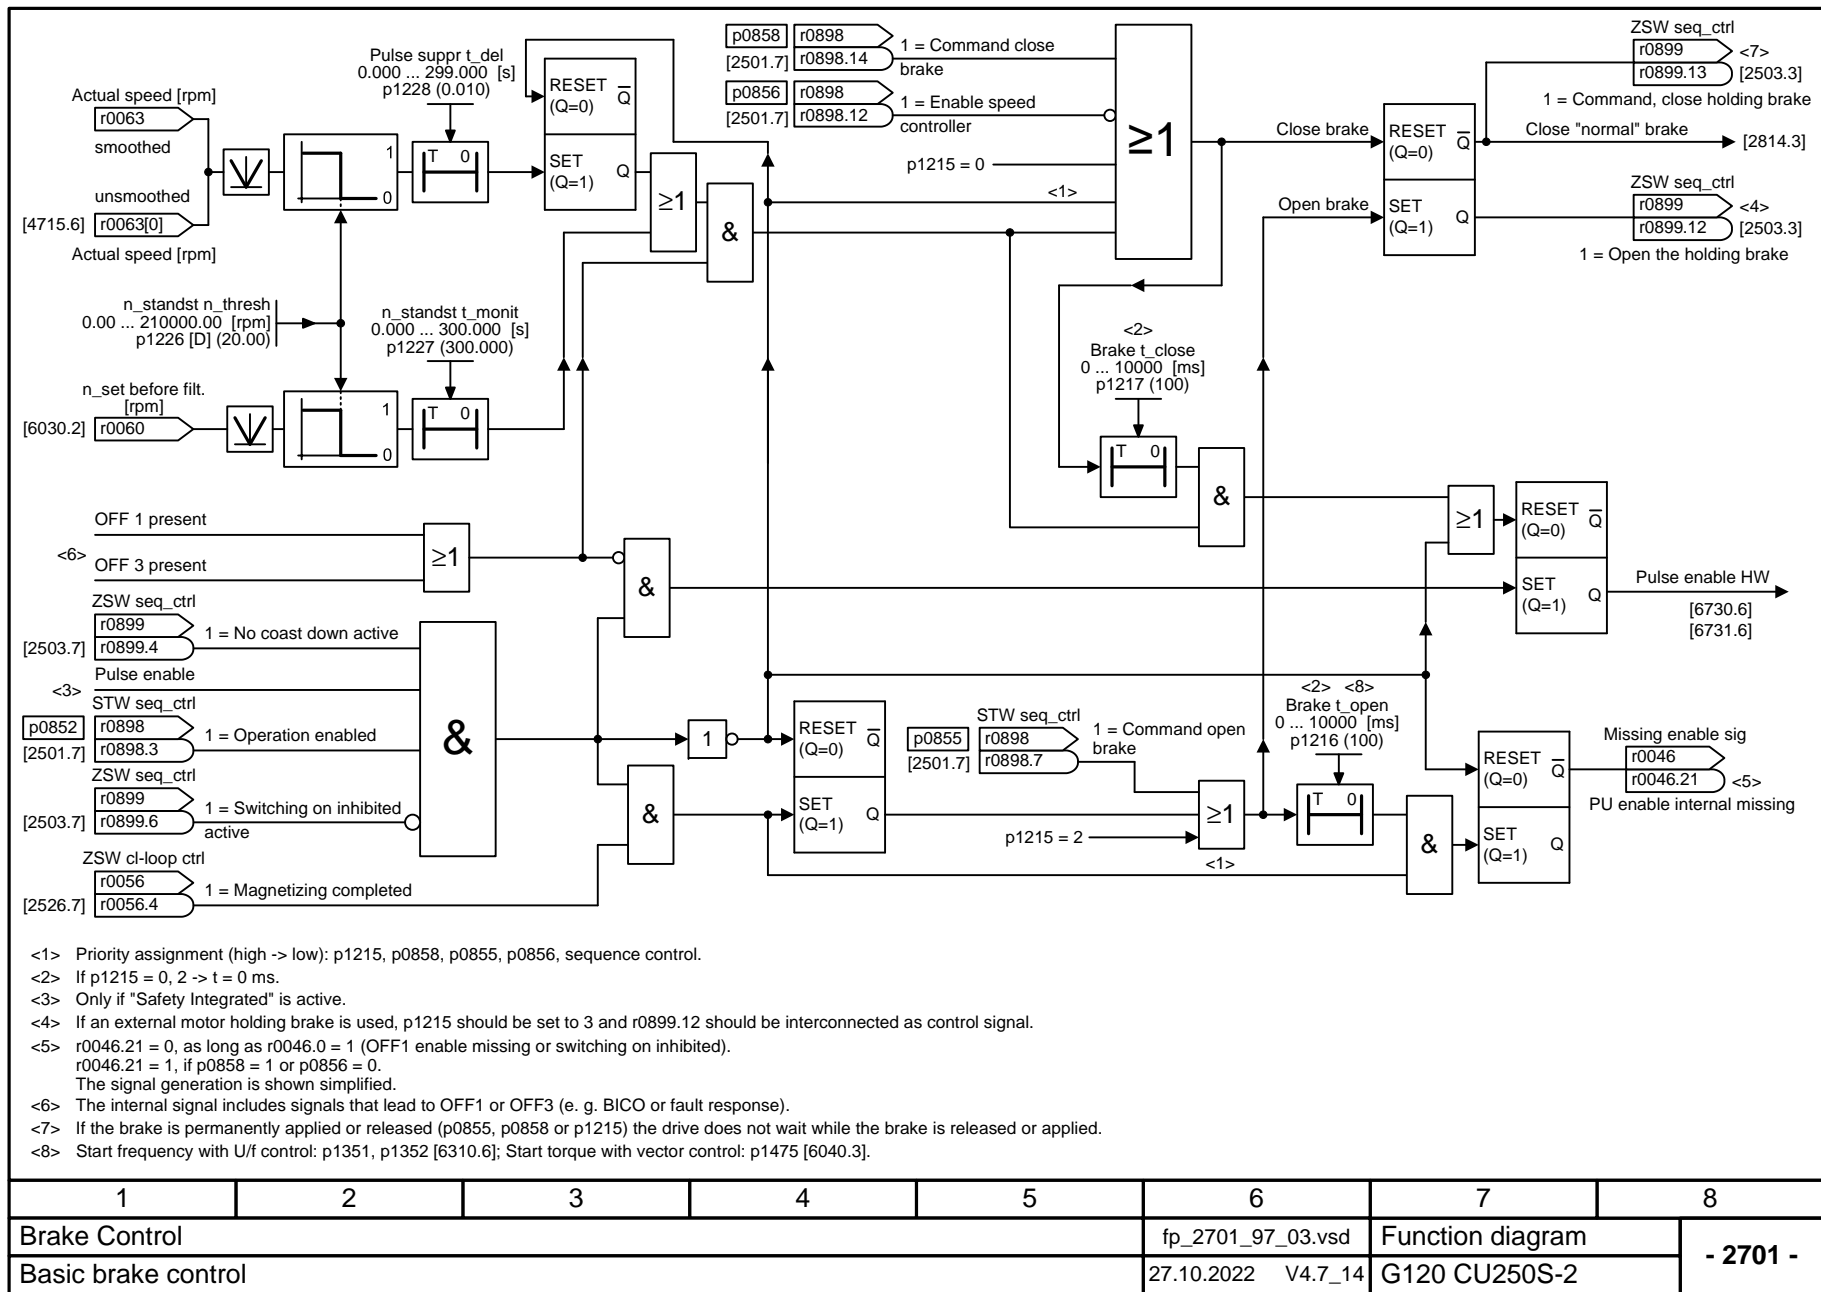 Pulse suppr t_del
0.000 ... 299.000 [s]
p1228 (0.010)
Actual speed [rpm]
r0063
smoothed
unsmoothed
[4715.6] r0063[0]
Actual speed [rpm]
1
0
T 0
RESET Q
(Q=0)
SET Q
(Q=1)
≥1
&
n_standst n_thresh
0.00 ... 210000.00 [rpm]
p1226 [D] (20.00)
n_standst t_monit
0.000 ... 300.000 [s]
p1227 (300.000)
n_set before filt.
[rpm]
[6030.2] r0060
1
0
T 0
p0858 r0898
[2501.7] r0898.14
1 = Command close
brake
p0856 r0898
[2501.7] r0898.12
1 = Enable speed
controller
p1215 = 0
<1>
≥1
Close brake
Open brake
RESET Q
(Q=0)
SET Q
(Q=1)
ZSW seq_ctrl
r0899 <7>
r0899.13 [2503.3]
1 = Command, close holding brake
Close "normal" brake [2814.3]
ZSW seq_ctrl
r0899 <4>
r0899.12 [2503.3]
1 = Open the holding brake
<2>
Brake t_close
0 ... 10000 [ms]
p1217 (100)
T 0
&
≥1
RESET Q
(Q=0)
SET Q
(Q=1)
Pulse enable HW
[6730.6]
[6731.6]
OFF 1 present
<6>
OFF 3 present
≥1
&
ZSW seq_ctrl
r0899
[2503.7] r0899.4
1 = No coast down active
Pulse enable
<3>
STW seq_ctrl
p0852 r0898
[2501.7] r0898.3
1 = Operation enabled
ZSW seq_ctrl
r0899
[2503.7] r0899.6
1 = Switching on inhibited
active
&
ZSW cl-loop ctrl
r0056
[2526.7] r0056.4
1 = Magnetizing completed
1
&
RESET Q
(Q=0)
SET Q
(Q=1)
STW seq_ctrl
p0855 r0898
[2501.7] r0898.7
1 = Command open
brake
p1215 = 2
≥1
<1>
<2> <8>
Brake t_open
0 ... 10000 [ms]
p1216 (100)
T 0
&
RESET Q
(Q=0)
SET Q
(Q=1)
Missing enable sig
r0046
r0046.21 <5>
PU enable internal missing
<1> Priority assignment (high -> low): p1215, p0858, p0855, p0856, sequence control.
<2> If p1215 = 0, 2 -> t = 0 ms.
<3> Only if "Safety Integrated" is active.
<4> If an external motor holding brake is used, p1215 should be set to 3 and r0899.12 should be interconnected as control signal.
<5> r0046.21 = 0, as long as r0046.0 = 1 (OFF1 enable missing or switching on inhibited).
r0046.21 = 1, if p0858 = 1 or p0856 = 0.
The signal generation is shown simplified.
<6> The internal signal includes signals that lead to OFF1 or OFF3 (e. g. BICO or fault response).
<7> If the brake is permanently applied or released (p0855, p0858 or p1215) the drive does not wait while the brake is released or applied.
<8> Start frequency with U/f control: p1351, p1352 [6310.6]; Start torque with vector control: p1475 [6040.3].
1 2 3 4 5 6 7 8
Brake Control fp_2701_97_03.vsd Function diagram - 2701 -
Basic brake control 27.10.2022 V4.7_14 G120 CU250S-2